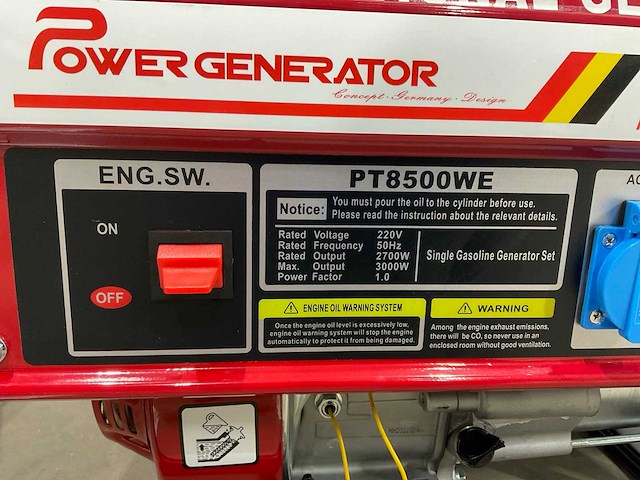 POWER GENERATOR
Concept · Germany · Design
ENG.SW.
ON
OFF
PT8500WE
Notice: You must pour the oil to the cylinder before use.
Please read the instruction about the relevant details.
Rated Voltage 220V
Rated Frequency 50Hz
Rated Output 2700W
Max. Output 3000W
Power Factor 1.0
Single Gasoline Generator Set
ENGINE OIL WARNING SYSTEM
Once the engine oil level is excessively low,
engine oil warning system will stop the engine
automatically to protect it from being damaged.
WARNING
Among the engine exhaust emissions,
there will be CO, so never use in an
enclosed room without good ventilation.